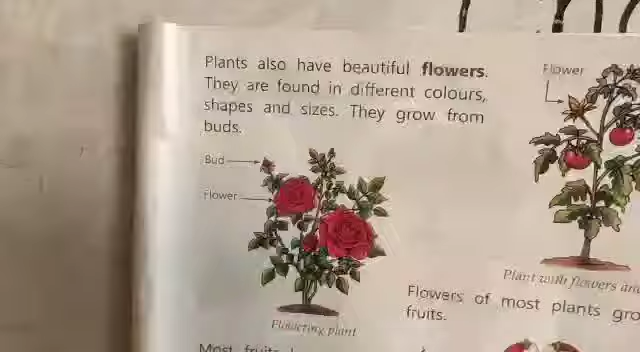 Plants also have beautiful flowers.
They are found in different colours,
shapes and sizes. They grow from
buds.
Bud
Flower
Flowering plant
Flower
Plant with flowers
Flowers of most plants
fruits.
Most